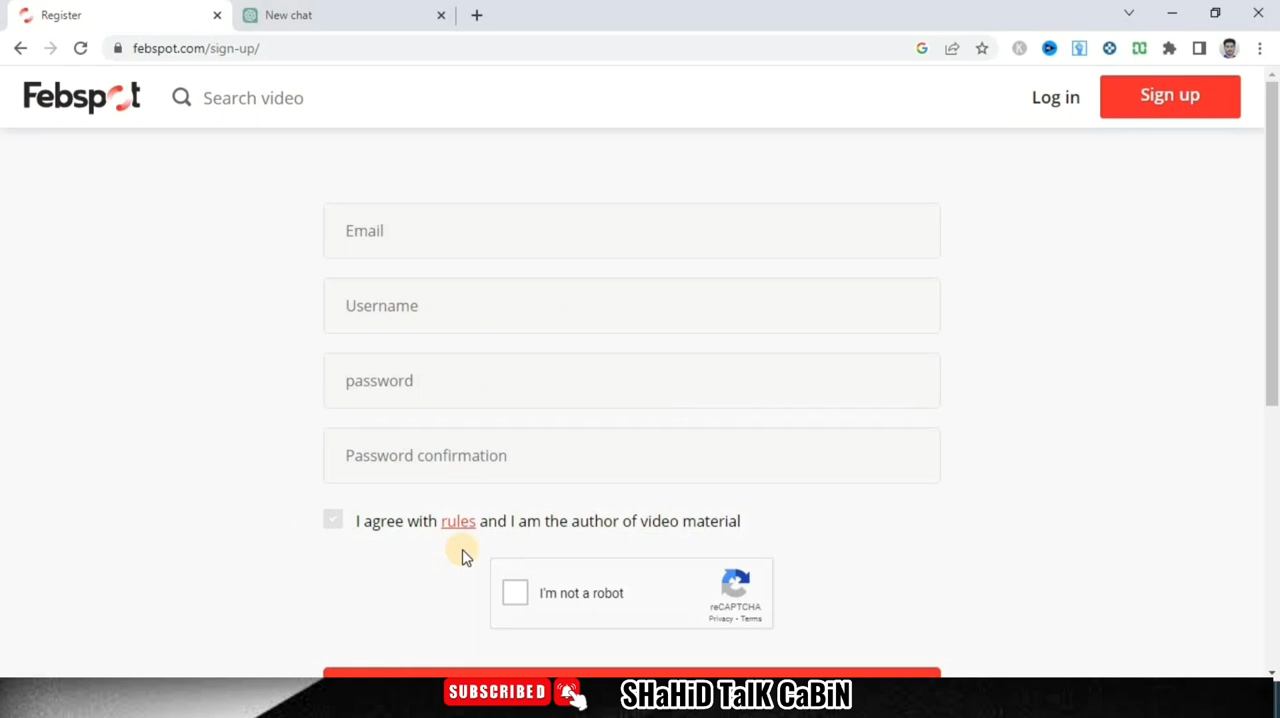 Register
New chat
febspot.com/sign-up/
Febspot
Search video
Log in
Sign up
Email
Username
password
Password confirmation
I agree with rules and I am the author of video material
I'm not a robot
reCAPTCHA
Privacy - Terms
SUBSCRIBED
SHaHiD TalK CaBiN